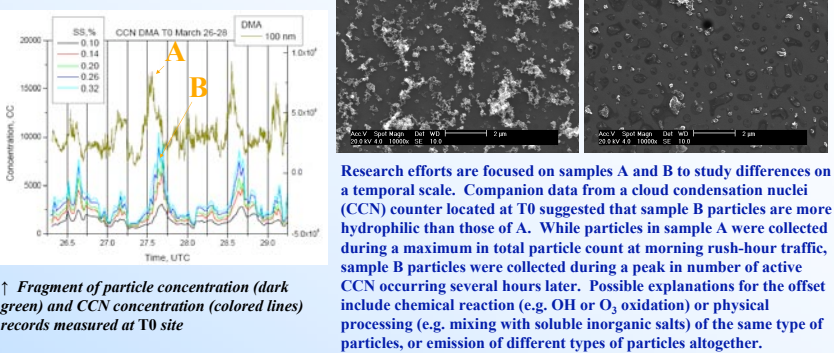 SS,%
0.10
0.14
0.20
0.26
0.32
CCN DMA T0 March 26-28
DMA
100 nm
A
B
20000
15000
10000
5000
0
Concentration, CC
1.0x10⁴
5.0x10³
0.0
-5.0x10³
26.5 27.0 27.5 28.0 28.5 29.0
Time, UTC
↑ Fragment of particle concentration (dark
green) and CCN concentration (colored lines)
records measured at T0 site
Acc.V Spot Magn Det WD 2 µm
20.0 kV 4.0 10000x SE 10.0
Acc.V Spot Magn Det WD 2 µm
20.0 kV 4.0 10000x SE 10.0
Research efforts are focused on samples A and B to study differences on
a temporal scale. Companion data from a cloud condensation nuclei
(CCN) counter located at T0 suggested that sample B particles are more
hydrophilic than those of A. While particles in sample A were collected
during a maximum in total particle count at morning rush-hour traffic,
sample B particles were collected during a peak in number of active
CCN occurring several hours later. Possible explanations for the offset
include chemical reaction (e.g. OH or O₃ oxidation) or physical
processing (e.g. mixing with soluble inorganic salts) of the same type of
particles, or emission of different types of particles altogether.